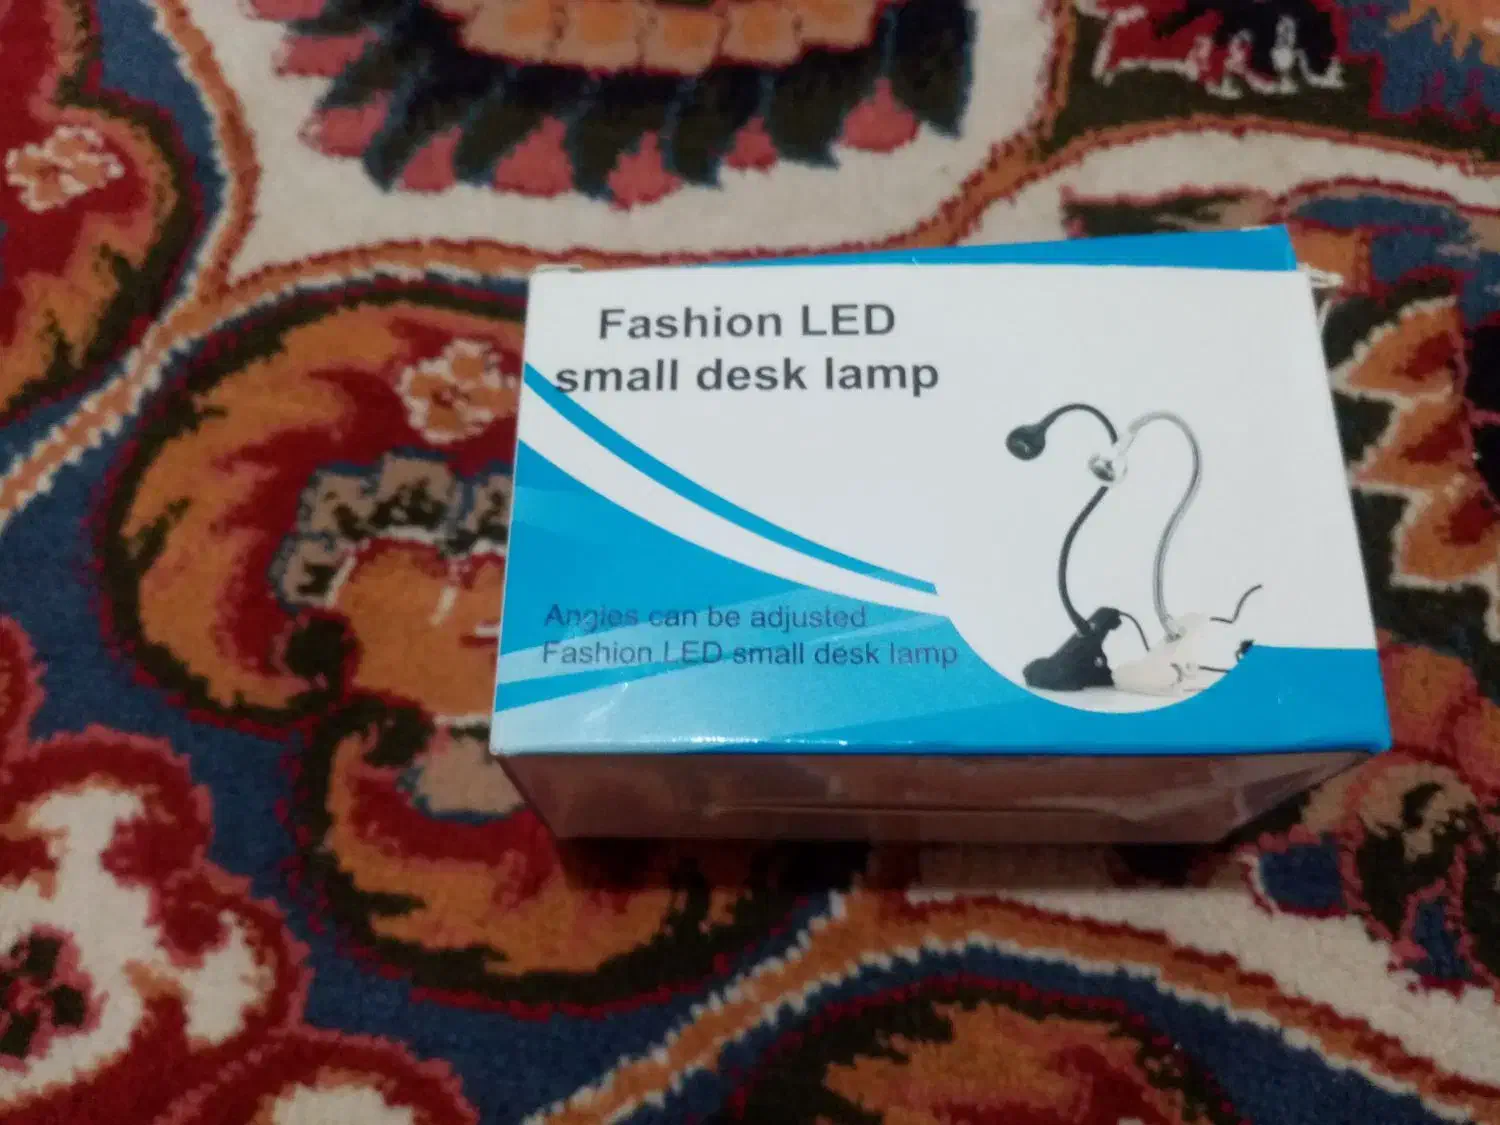 Fashion LED
small desk lamp
Angles can be adjusted
Fashion LED small desk lamp